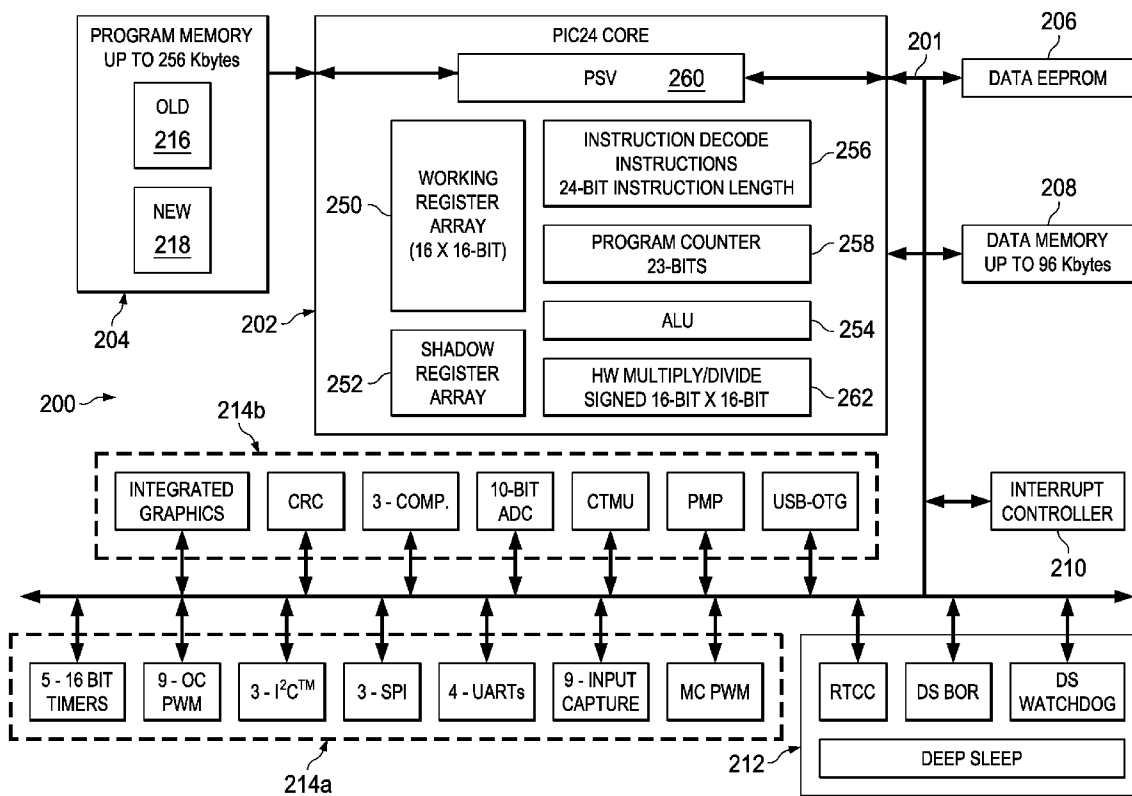 PROGRAM MEMORY
UP TO 256 Kbytes
OLD
216
NEW
218
204
200
PIC24 CORE
PSV 260
WORKING
REGISTER
ARRAY
(16 X 16-BIT)
250
SHADOW
REGISTER
ARRAY
252
202
INSTRUCTION DECODE
INSTRUCTIONS
24-BIT INSTRUCTION LENGTH
256
PROGRAM COUNTER
23-BITS
258
ALU
254
HW MULTIPLY/DIVIDE
SIGNED 16-BIT X 16-BIT
262
201
206
DATA EEPROM
208
DATA MEMORY
UP TO 96 Kbytes
INTERRUPT
CONTROLLER
210
214b
INTEGRATED
GRAPHICS
CRC
3 - COMP.
10-BIT
ADC
CTMU
PMP
USB-OTG
5 - 16 BIT
TIMERS
9 - OC
PWM
3 - I²C™
3 - SPI
4 - UARTs
9 - INPUT
CAPTURE
MC PWM
214a
RTCC
DS BOR
DS
WATCHDOG
DEEP SLEEP
212